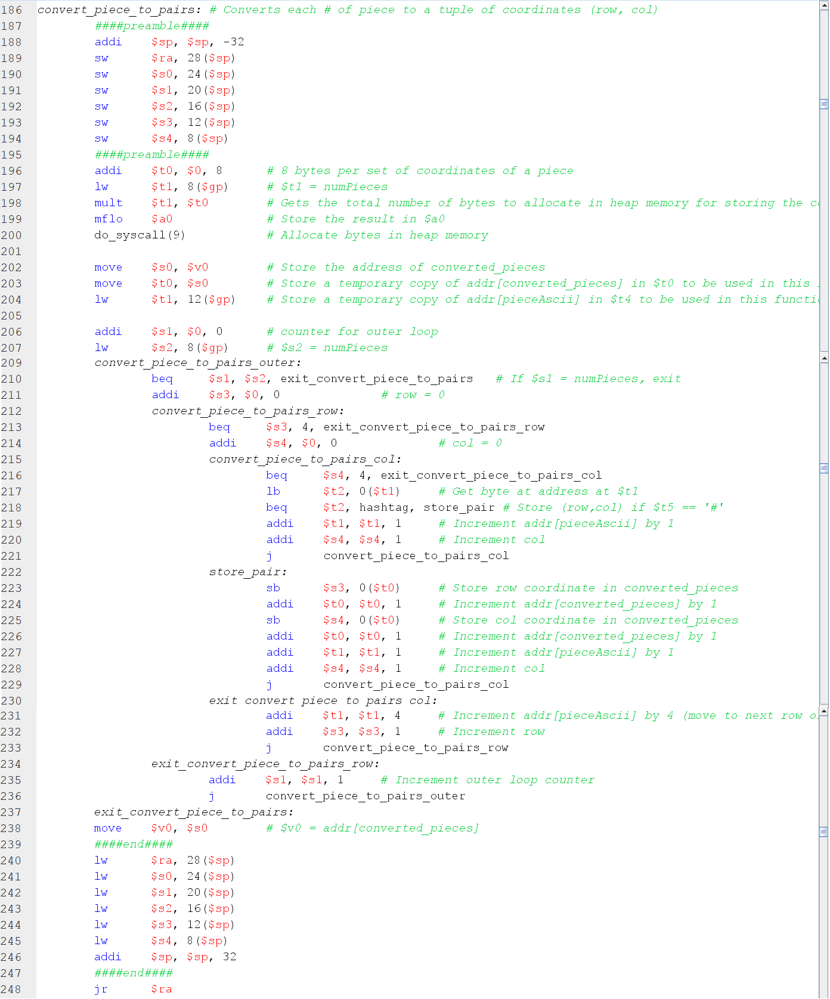 186 convert_piece_to_pairs: # Converts each # of piece to a tuple of coordinates (row, col)
187 ####preamble####
188 addi $sp, $sp, -32
189 sw $ra, 28($sp)
190 sw $s0, 24($sp)
191 sw $s1, 20($sp)
192 sw $s2, 16($sp)
193 sw $s3, 12($sp)
194 sw $s4, 8($sp)
195 ####preamble####
196 addi $t0, $0, 8 # 8 bytes per set of coordinates of a piece
197 lw $t1, 8($gp) # $t1 = numPieces
198 mult $t1, $t0 # Gets the total number of bytes to allocate in heap memory for storing the
199 mflo $a0 # Store the result in $a0
200 do_syscall(9) # Allocate bytes in heap memory
201
202 move $s0, $v0 # Store the address of converted_pieces
203 move $t0, $s0 # Store a temporary copy of addr[converted_pieces] in $t0 to be used in this
204 lw $t1, 12($gp) # Store a temporary copy of addr[pieceAscii] in $t4 to be used in this
205
206 addi $s1, $0, 0 # counter for outer loop
207 lw $s2, 8($gp) # $s2 = numPieces
209 convert_piece_to_pairs_outer:
210 beq $s1, $s2, exit_convert_piece_to_pairs # If $s1 = numPieces, exit
211 addi $s3, $0, 0 # row = 0
212 convert_piece_to_pairs_row:
213 beq $s3, 4, exit_convert_piece_to_pairs_row
214 addi $s4, $0, 0 # col = 0
215 convert_piece_to_pairs_col:
216 beq $s4, 4, exit_convert_piece_to_pairs_col
217 lb $t2, 0($t1) # Get byte at address at $t1
218 beq $t2, hashtag, store_pair # Store (row,col) if $t5 == '#'
219 addi $t1, $t1, 1 # Increment addr[pieceAscii] by 1
220 addi $s4, $s4, 1 # Increment col
221 j convert_piece_to_pairs_col
222 store_pair:
223 sb $s3, 0($t0) # Store row coordinate in converted_pieces
224 addi $t0, $t0, 1 # Increment addr[converted_pieces] by 1
225 sb $s4, 0($t0) # Store col coordinate in converted_pieces
226 addi $t0, $t0, 1 # Increment addr[converted_pieces] by 1
227 addi $t1, $t1, 1 # Increment addr[pieceAscii] by 1
228 addi $s4, $s4, 1 # Increment col
229 j convert_piece_to_pairs_col
230 exit convert piece to pairs col:
231 addi $t1, $t1, 4 # Increment addr[pieceAscii] by 4 (move to next row
232 addi $s3, $s3, 1 # Increment row
233 j convert_piece_to_pairs_row
234 exit_convert_piece_to_pairs_row:
235 addi $s1, $s1, 1 # Increment outer loop counter
236 j convert_piece_to_pairs_outer
237 exit_convert_piece_to_pairs:
238 move $v0, $s0 # $v0 = addr[converted_pieces]
239 ####end####
240 lw $ra, 28($sp)
241 lw $s0, 24($sp)
242 lw $s1, 20($sp)
243 lw $s2, 16($sp)
244 lw $s3, 12($sp)
245 lw $s4, 8($sp)
246 addi $sp, $sp, 32
247 ####end####
248 jr $ra